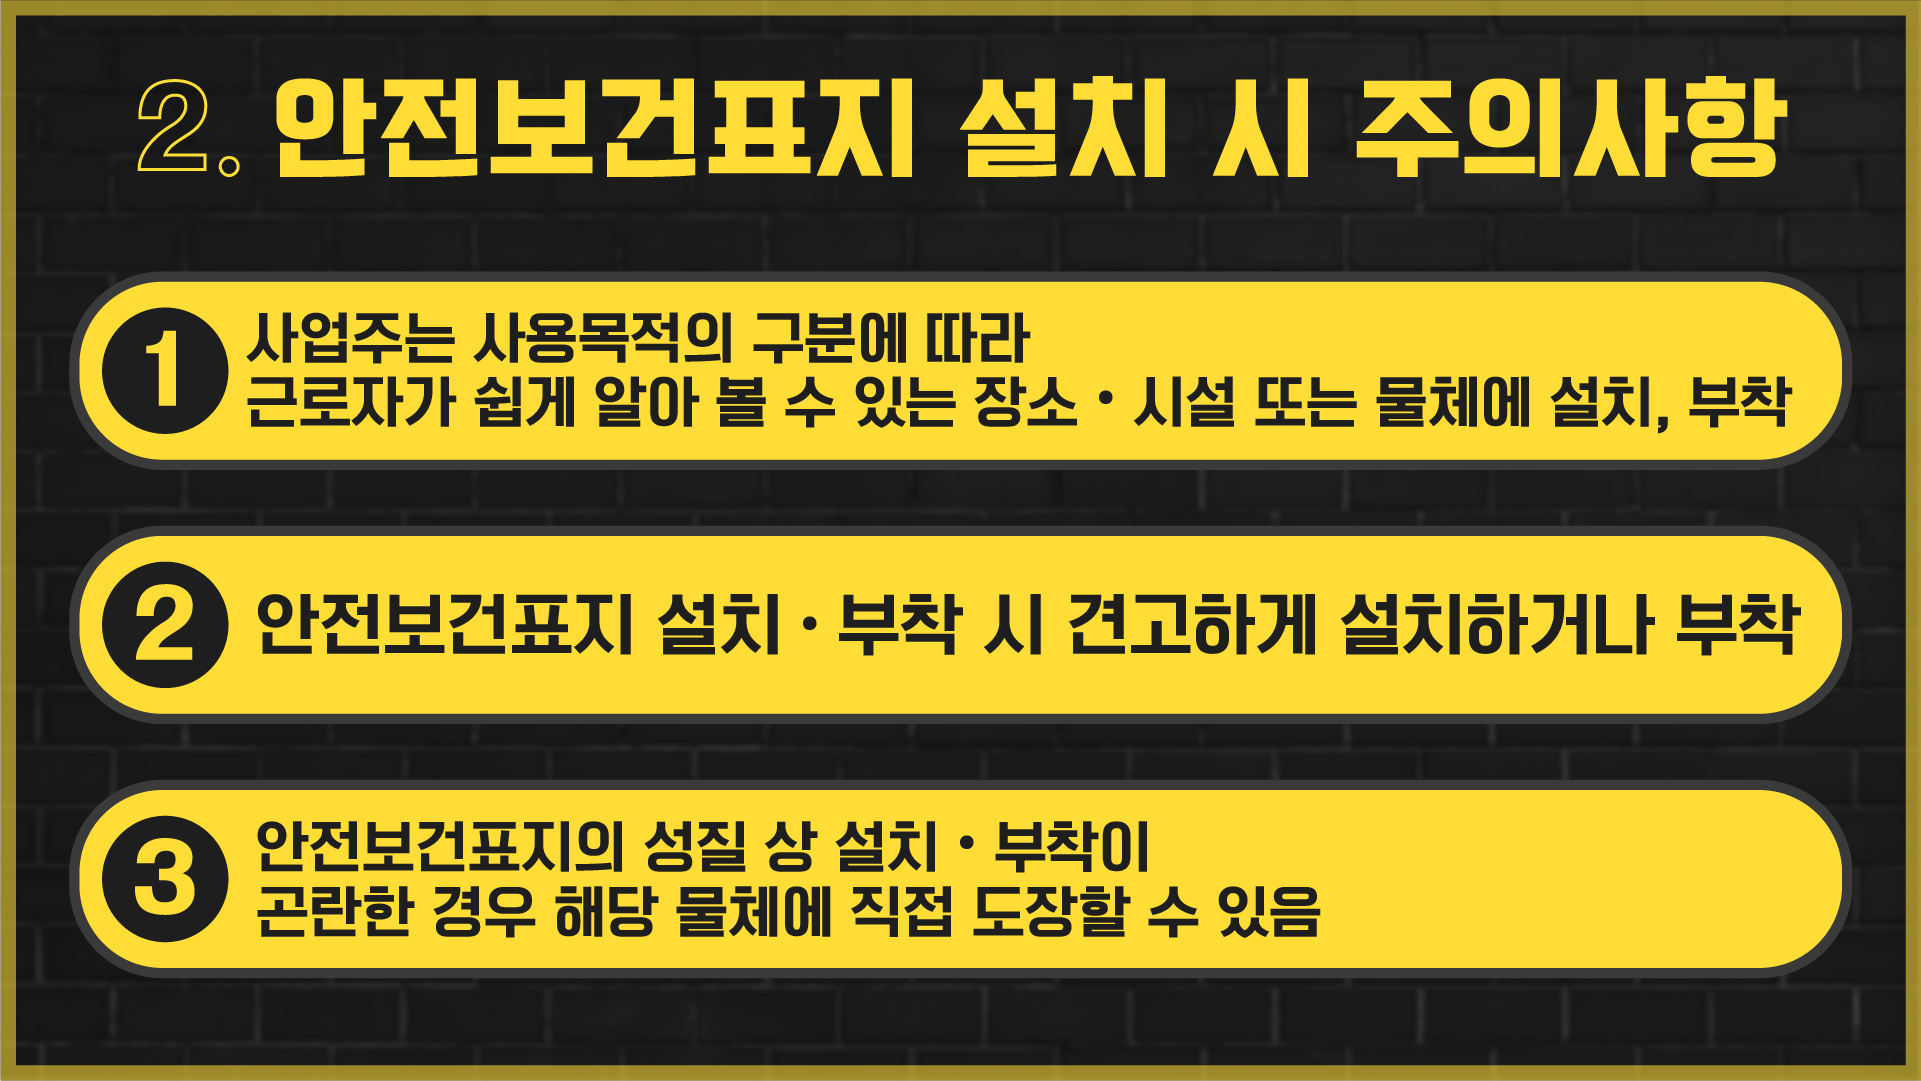 2. 안전보건표지 설치 시 주의사항
1 사업주는 사용목적의 구분에 따라
근로자가 쉽게 알아 볼 수 있는 장소 • 시설 또는 물체에 설치, 부착
2 안전보건표지 설치 · 부착 시 견고하게 설치하거나 부착
3 안전보건표지의 성질 상 설치 • 부착이
곤란한 경우 해당 물체에 직접 도장할 수 있음